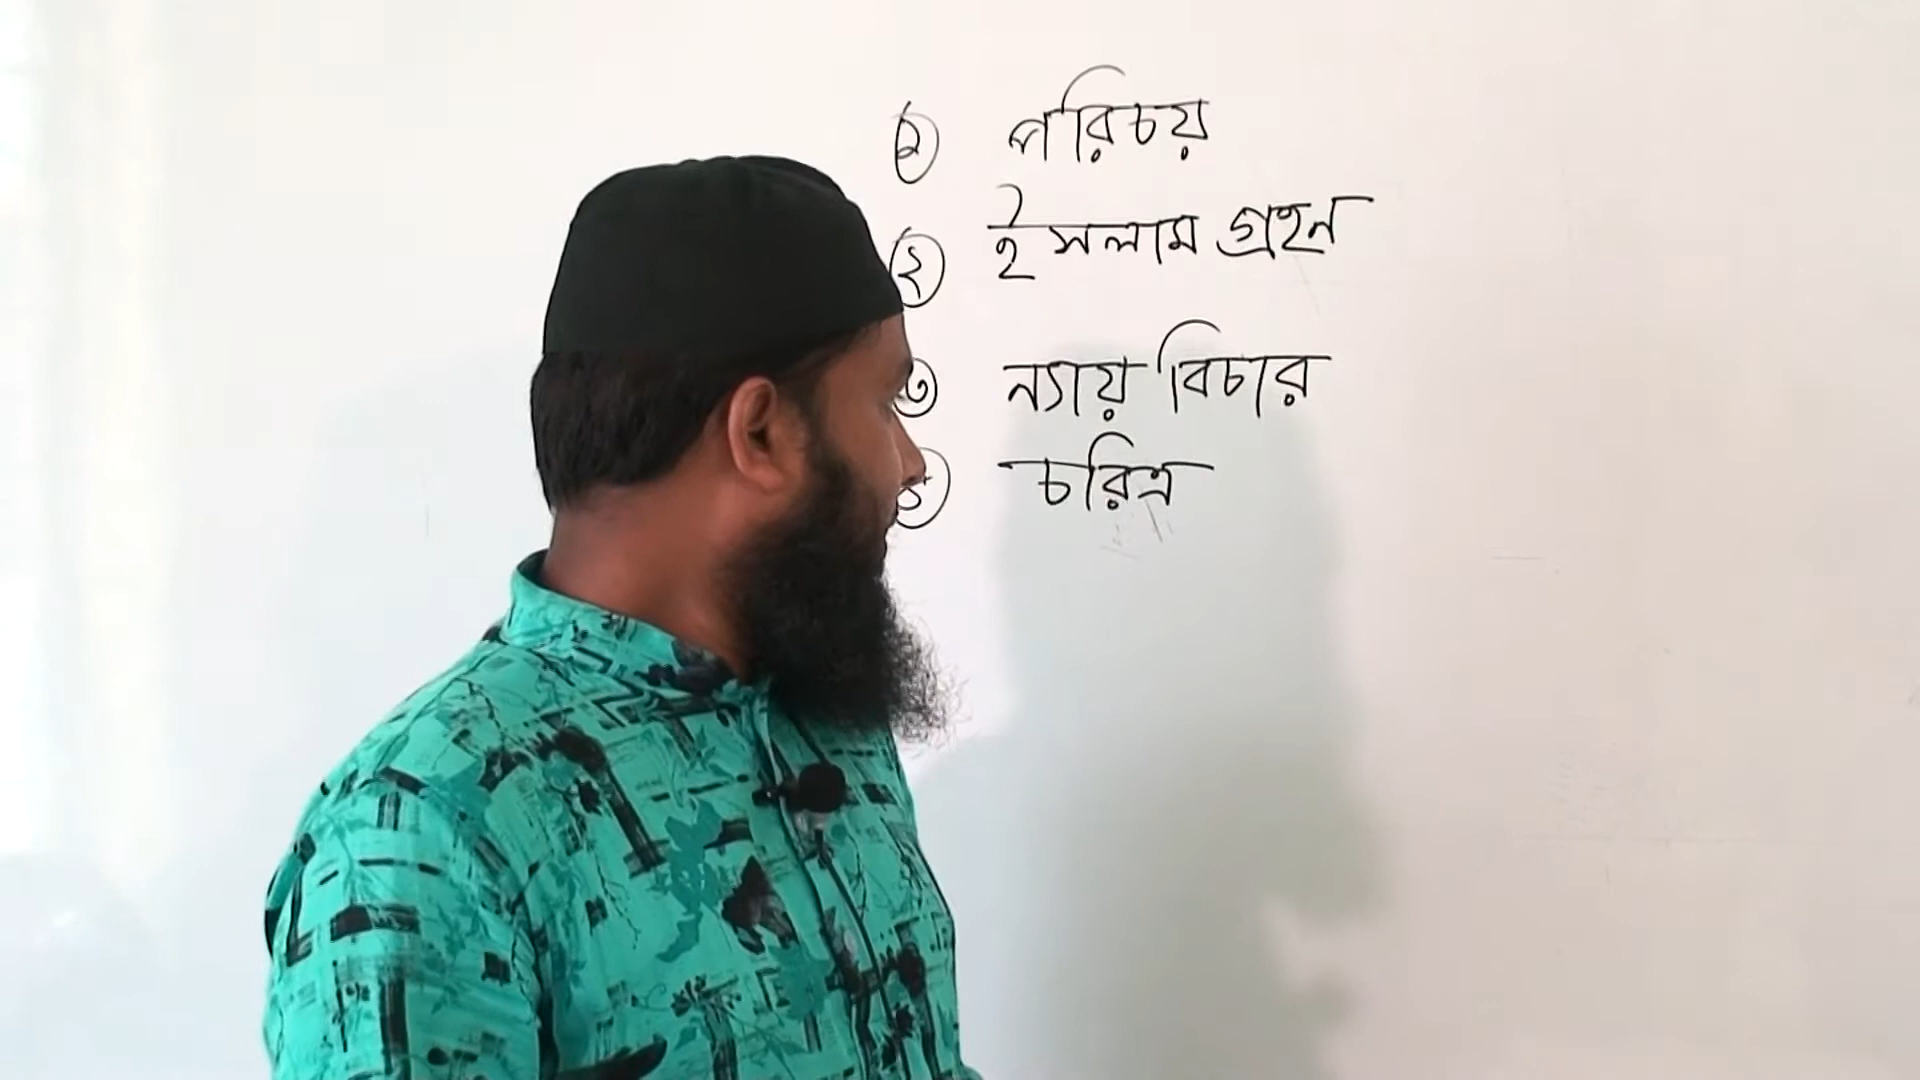 ১ পরিচয়
২ ইসলাম গ্রহন
৩ ন্যায় বিচার
৪ চরিত্র